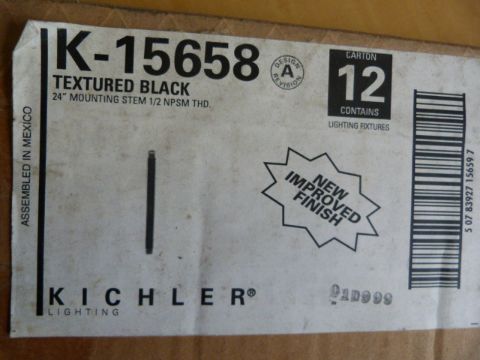 K-15658
TEXTURED BLACK
24" MOUNTING STEM 1/2 NPSM THD.
DESIGN
A
REVISION
CARTON
12
CONTAINS
LIGHTING FIXTURES
ASSEMBLED IN MEXICO
NEW
IMPROVED
FINISH
5 07 83927 15659 7
KICHLER®
LIGHTING